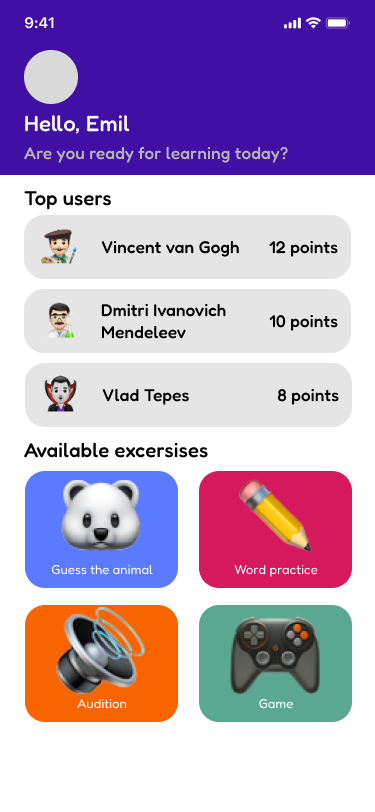 9:41
Hello, Emil
Are you ready for learning today?
Top users
Vincent van Gogh 12 points
Dmitri Ivanovich
Mendeleev 10 points
Vlad Tepes 8 points
Available excersises
Guess the animal Word practice
Audition Game